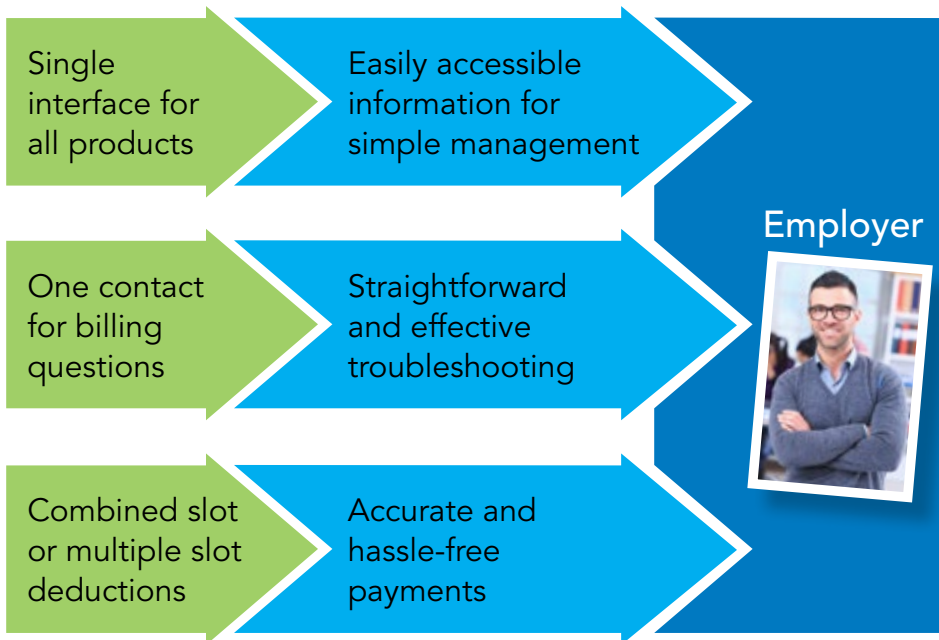 Single
interface for
all products
Easily accessible
information for
simple management
Employer
One contact
for billing
questions
Straightforward
and effective
troubleshooting
Combined slot
or multiple slot
deductions
Accurate and
hassle-free
payments